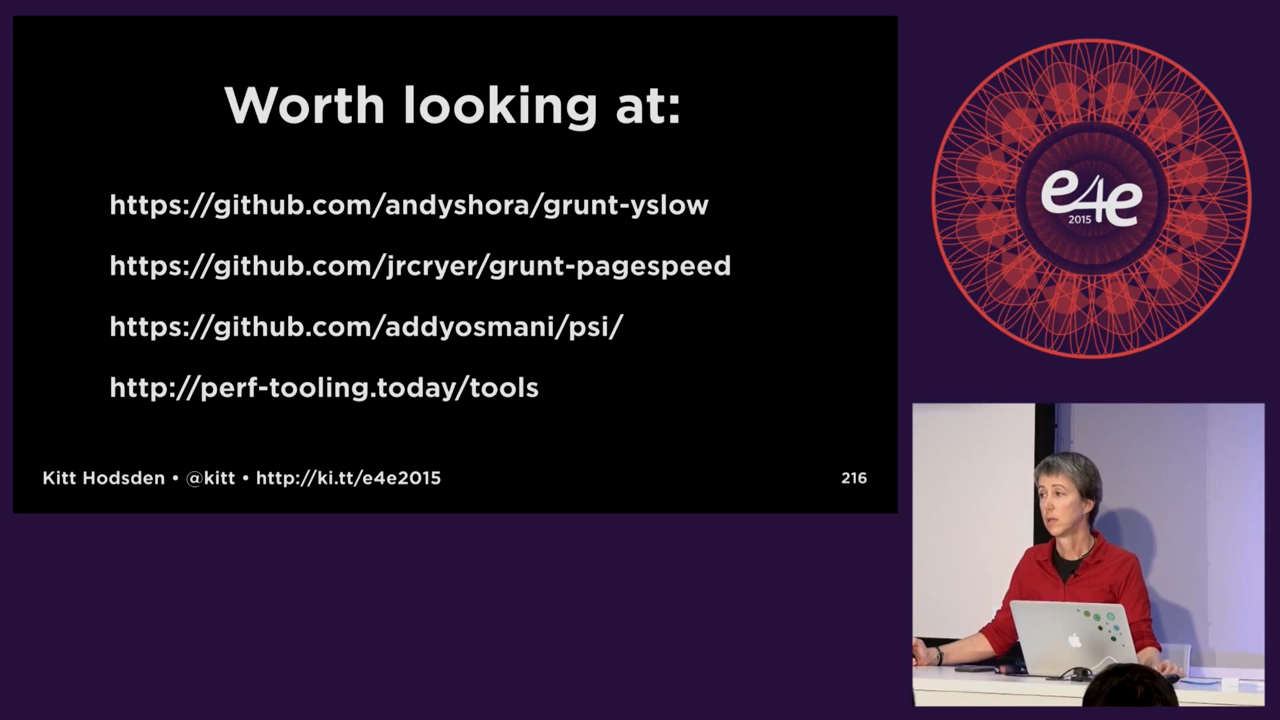 Worth looking at:
https://github.com/andyshora/grunt-yslow
https://github.com/jrcryer/grunt-pagespeed
https://github.com/addyosmani/psi/
http://perf-tooling.today/tools
Kitt Hodsden • @kitt • http://ki.tt/e4e2015
216
e4e
2015